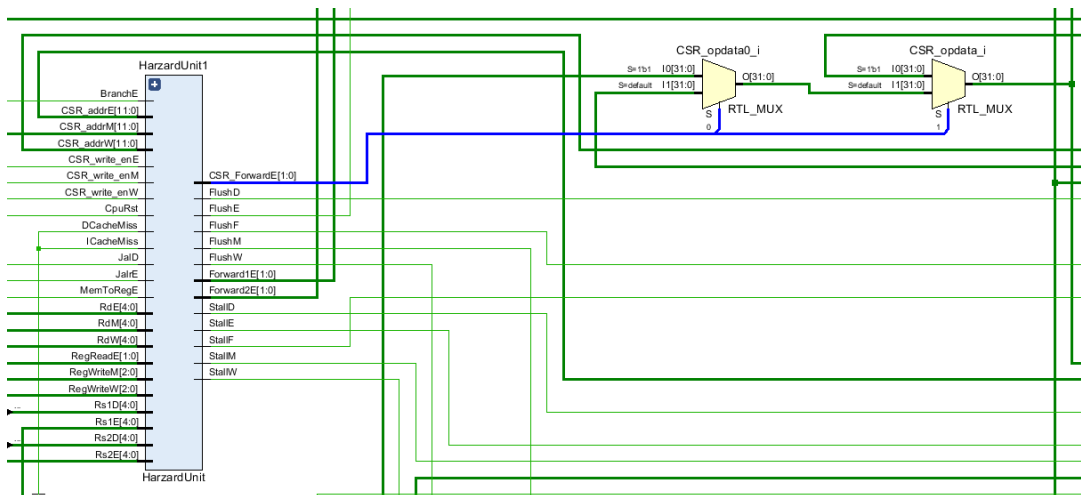 HarzardUnit1
BranchE
CSR_addrE[11:0]
CSR_addrM[11:0]
CSR_addrW[11:0]
CSR_write_enE
CSR_write_enM
CSR_write_enW
CpuRst
DCacheMiss
ICacheMiss
JalD
JalrE
MemToRegE
RdE[4:0]
RdM[4:0]
RdW[4:0]
RegReadE[1:0]
RegWriteM[2:0]
RegWriteW[2:0]
Rs1D[4:0]
Rs1E[4:0]
Rs2D[4:0]
Rs2E[4:0]
CSR_ForwardE[1:0]
FlushD
FlushE
FlushF
FlushM
FlushW
Forward1E[1:0]
Forward2E[1:0]
StallD
StallE
StallF
StallM
StallW
HarzardUnit
...
...
CSR_opdata0_i
S=1'b1 I0[31:0]
S=default I1[31:0]
O[31:0]
S
0
RTL_MUX
CSR_opdata_i
S=1'b1 I0[31:0]
S=default I1[31:0]
O[31:0]
S
1
RTL_MUX